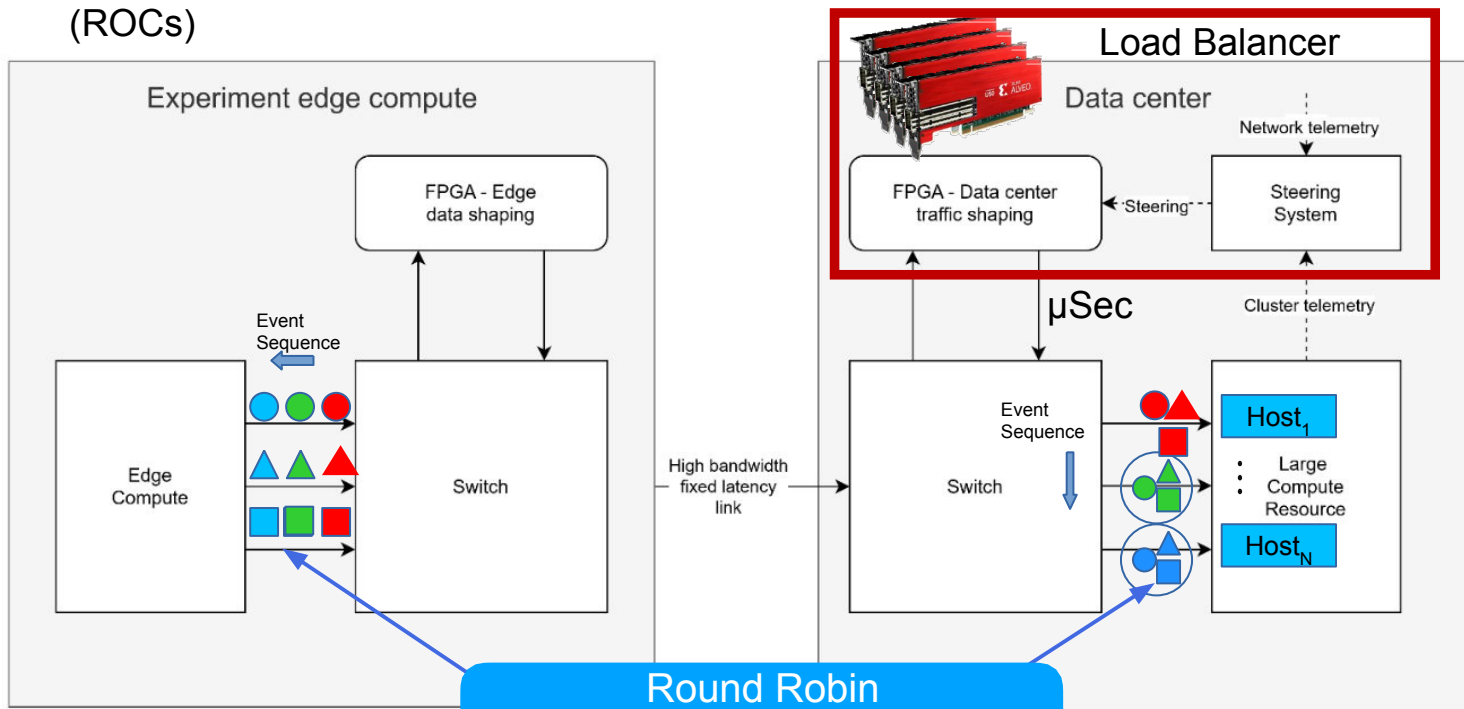 (ROCs)
Load Balancer
Experiment edge compute
Data center
Network telemetry
FPGA - Edge
data shaping
FPGA - Data center
traffic shaping
Steering
Steering
System
µSec
Cluster telemetry
Event
Sequence
Edge
Compute
Switch
High bandwidth
fixed latency
link
Event
Sequence
Switch
Host1
Large
Compute
Resource
HostN
Round Robin